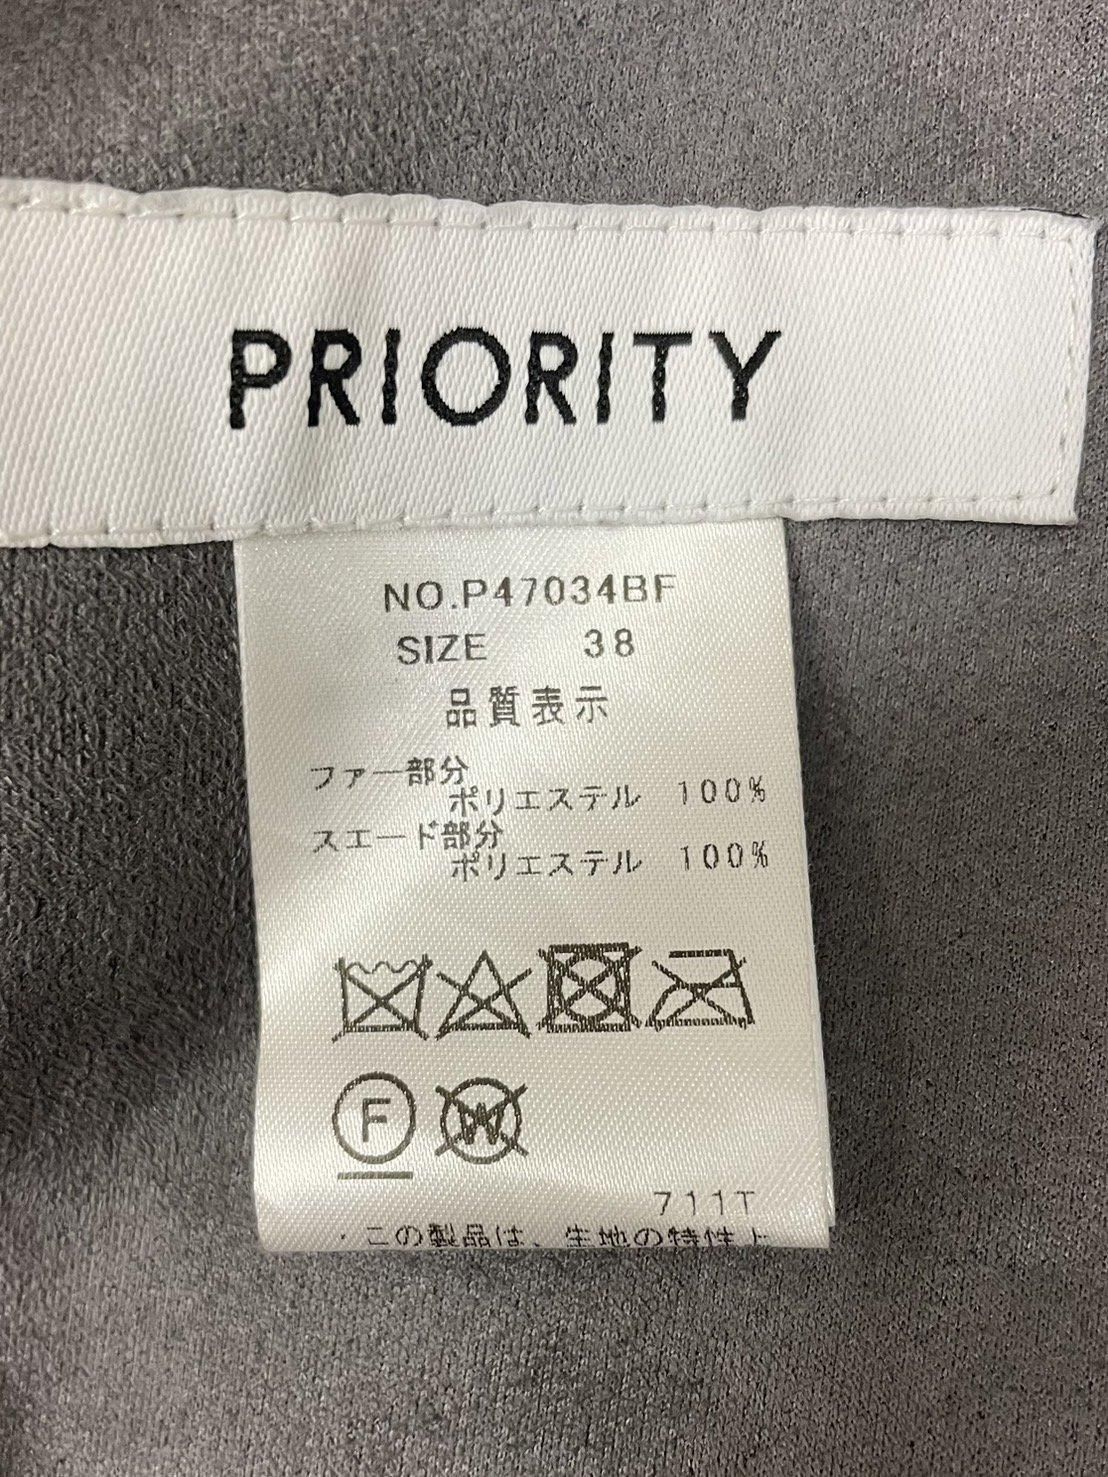 PRIORITY
NO.P47034BF
SIZE 38
品質表示
ファー部分
ポリエステル 100%
スエード部分
ポリエステル 100%
F
W
711T
・この製品は、生地の特性上